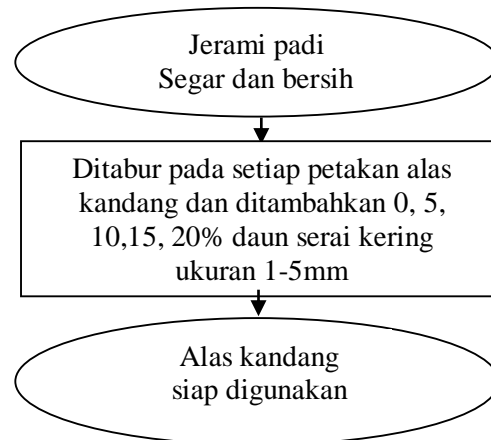 Jerami padi
Segar dan bersih
Ditabur pada setiap petakan alas
kandang dan ditambahkan 0, 5,
10,15, 20% daun serai kering
ukuran 1-5mm
Alas kandang
siap digunakan